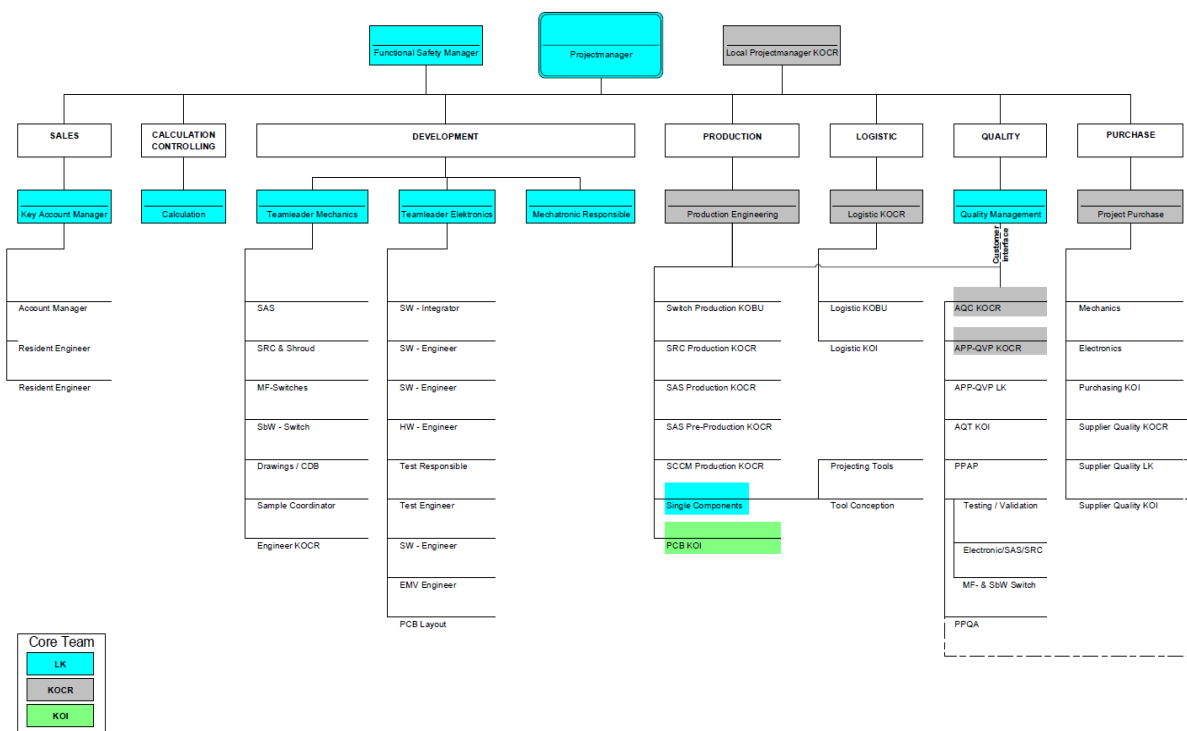 Functional Safety Manager
Projectmanager
Local Projectmanager KOCR
SALES
CALCULATION
CONTROLLING
DEVELOPMENT
PRODUCTION
LOGISTIC
QUALITY
PURCHASE
Key Account Manager
Calculation
Teamleader Mechanics
Teamleader Elektronics
Mechatronic Responsible
Production Engineering
Logistic KOCR
Quality Management
Project Purchase
Customer
interface
Account Manager
Resident Engineer
Resident Engineer
SAS
SRC & Shroud
MF-Switches
SbW - Switch
Drawings / CDB
Sample Coordinator
Engineer KOCR
SW - Integrator
SW - Engineer
SW - Engineer
HW - Engineer
Test Responsible
Test Engineer
SW - Engineer
EMV Engineer
PCB Layout
Switch Production KOBU
SRC Production KOCR
SAS Production KOCR
SAS Pre-Production KOCR
SCCM Production KOCR
Single Components
PCB KOI
Logistic KOBU
Logistic KOI
Projecting Tools
Tool Conception
AQC KOCR
APP-QVP KOCR
APP-QVP LK
AQT KOI
PPAP
Testing / Validation
Electronic/SAS/SRC
MF- & SbW Switch
PPQA
Mechanics
Electronics
Purchasing KOI
Supplier Quality KOCR
Supplier Quality LK
Supplier Quality KOI
Core Team
LK
KOCR
KOI